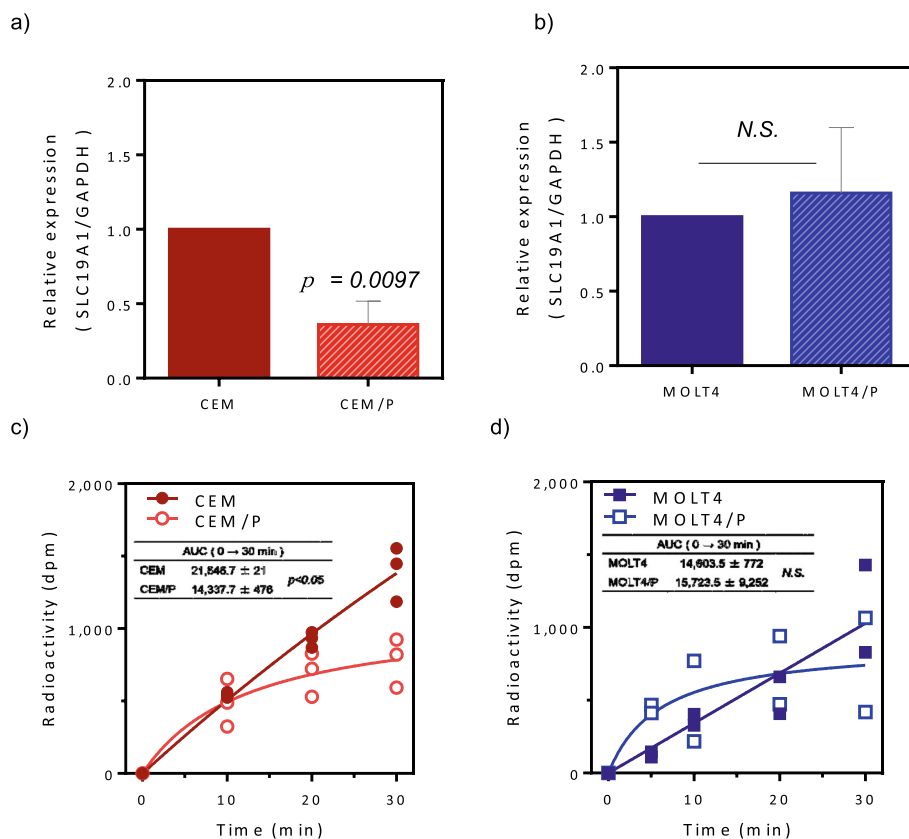 a)
2.0
1.5
1.0
0.5
0.0
Relative expression
( SLC19A1/GAPDH )
p = 0.0097
CEM
CEM/P
b)
2.0
1.5
1.0
0.5
0.0
Relative expression
( SLC19A1/GAPDH )
N.S.
MOLT4
MOLT4/P
c)
2,000
1,000
0
Radioactivity (dpm)
CEM
CEM/P
AUC ( 0 → 30 min )
CEM 21,646.7 ± 21
CEM/P 14,337.7 ± 476
p<0.05
0 10 20 30
Time (min)
d)
2,000
1,000
0
Radioactivity (dpm)
MOLT4
MOLT4/P
AUC ( 0 → 30 min )
MOLT4 14,603.5 ± 772
MOLT4/P 15,723.5 ± 9,252
N.S.
0 10 20 30
Time (min)